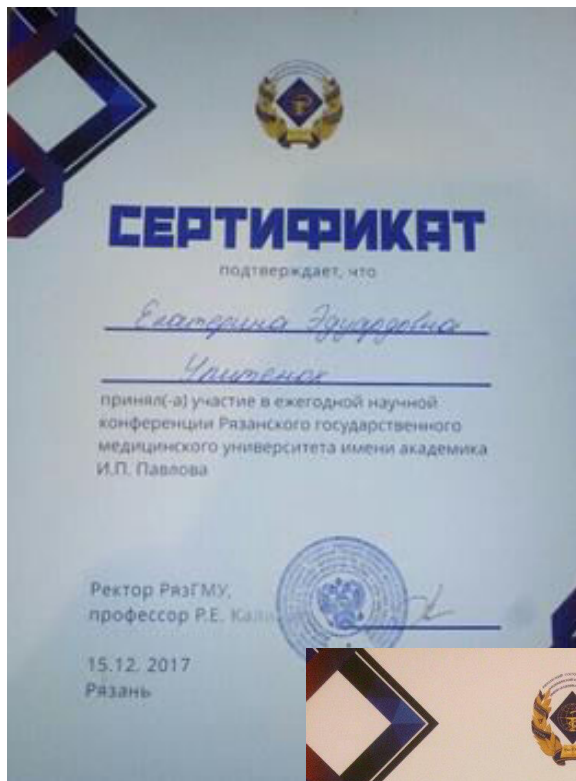 СЕРТИФИКАТ
подтверждает, что
Екатерина Эдуардовна
принял(-а) участие в ежегодной научной
конференции Рязанского государственного
медицинского университета имени академика
И.П. Павлова
Ректор РязГМУ,
профессор Р.Е.
15.12. 2017
Рязань